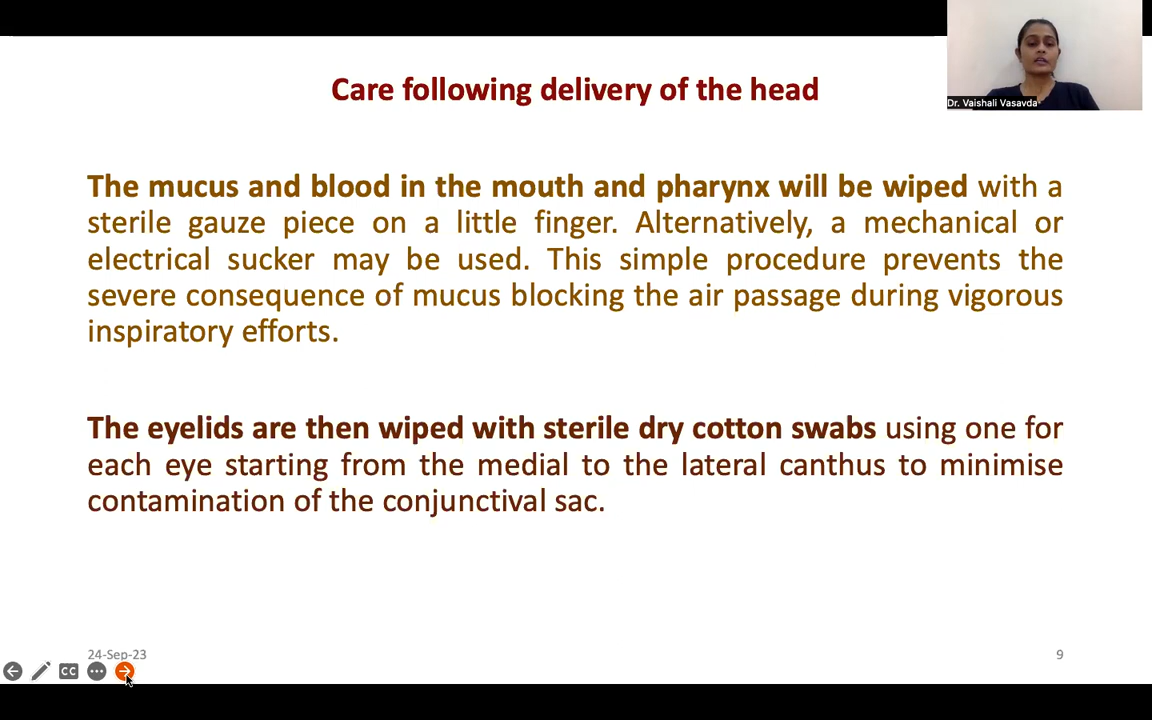 Dr. Vaishali Vasavda
Care following delivery of the head
The mucus and blood in the mouth and pharynx will be wiped with a
sterile gauze piece on a little finger. Alternatively, a mechanical or
electrical sucker may be used. This simple procedure prevents the
severe consequence of mucus blocking the air passage during vigorous
inspiratory efforts.
The eyelids are then wiped with sterile dry cotton swabs using one for
each eye starting from the medial to the lateral canthus to minimise
contamination of the conjunctival sac.
24-Sep-23
9
CC